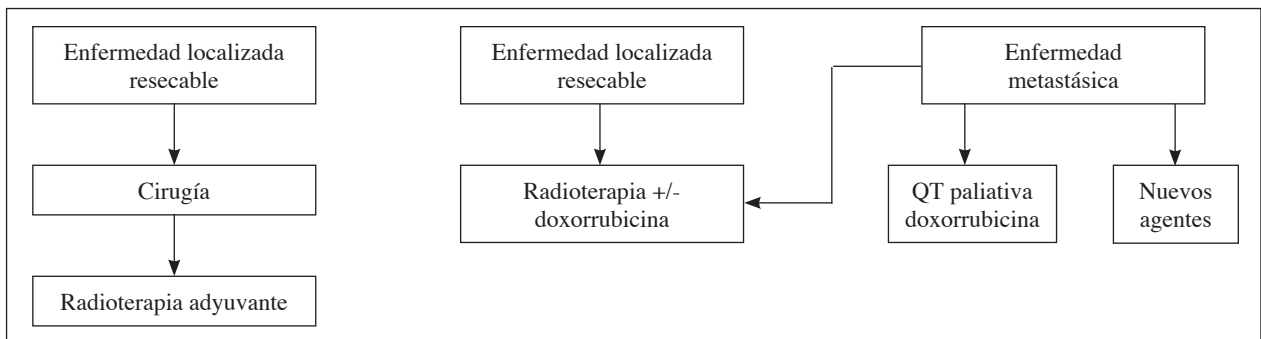 Enfermedad localizada
resecable
Cirugía
Radioterapia adyuvante
Enfermedad localizada
resecable
Radioterapia +/-
doxorrubicina
Enfermedad
metastásica
QT paliativa
doxorrubicina
Nuevos
agentes